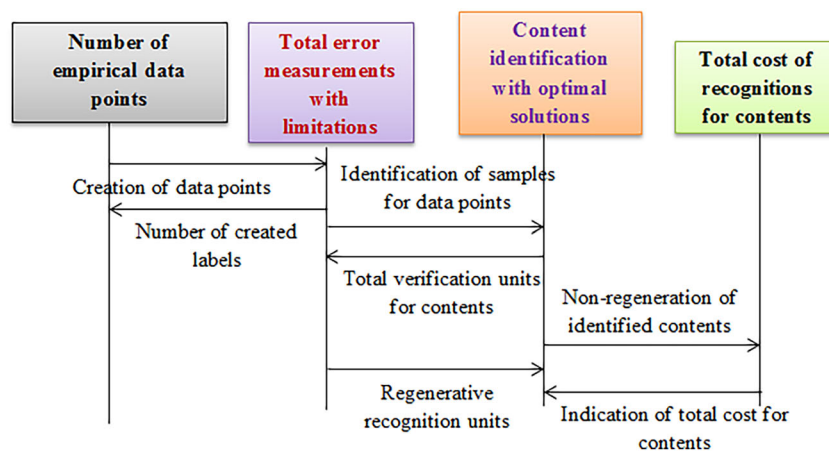 Number of
empirical data
points
Total error
measurements
with
limitations
Content
identification
with optimal
solutions
Total cost of
recognitions
for contents
Creation of data points
Identification of samples
for data points
Number of created
labels
Total verification units
for contents
Non-regeneration of
identified contents
Regenerative
recognition units
Indication of total cost for
contents